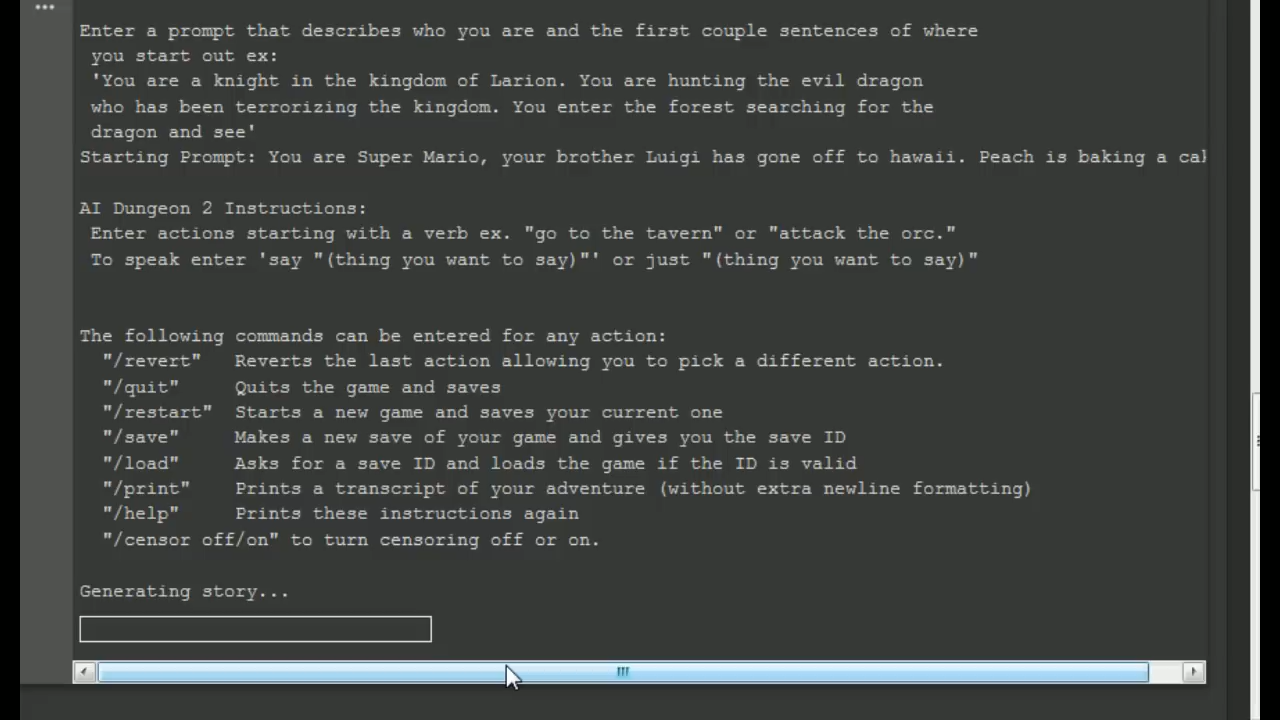 Enter a prompt that describes who you are and the first couple sentences of where
you start out ex:
'You are a knight in the kingdom of Larion. You are hunting the evil dragon
who has been terrorizing the kingdom. You enter the forest searching for the
dragon and see'
Starting Prompt: You are Super Mario, your brother Luigi has gone off to hawaii. Peach is baking a
AI Dungeon 2 Instructions:
Enter actions starting with a verb ex. "go to the tavern" or "attack the orc."
To speak enter 'say "(thing you want to say)"' or just "(thing you want to say)"
The following commands can be entered for any action:
"/revert" Reverts the last action allowing you to pick a different action.
"/quit" Quits the game and saves
"/restart" Starts a new game and saves your current one
"/save" Makes a new save of your game and gives you the save ID
"/load" Asks for a save ID and loads the game if the ID is valid
"/print" Prints a transcript of your adventure (without extra newline formatting)
"/help" Prints these instructions again
"/censor off/on" to turn censoring off or on.
Generating story...